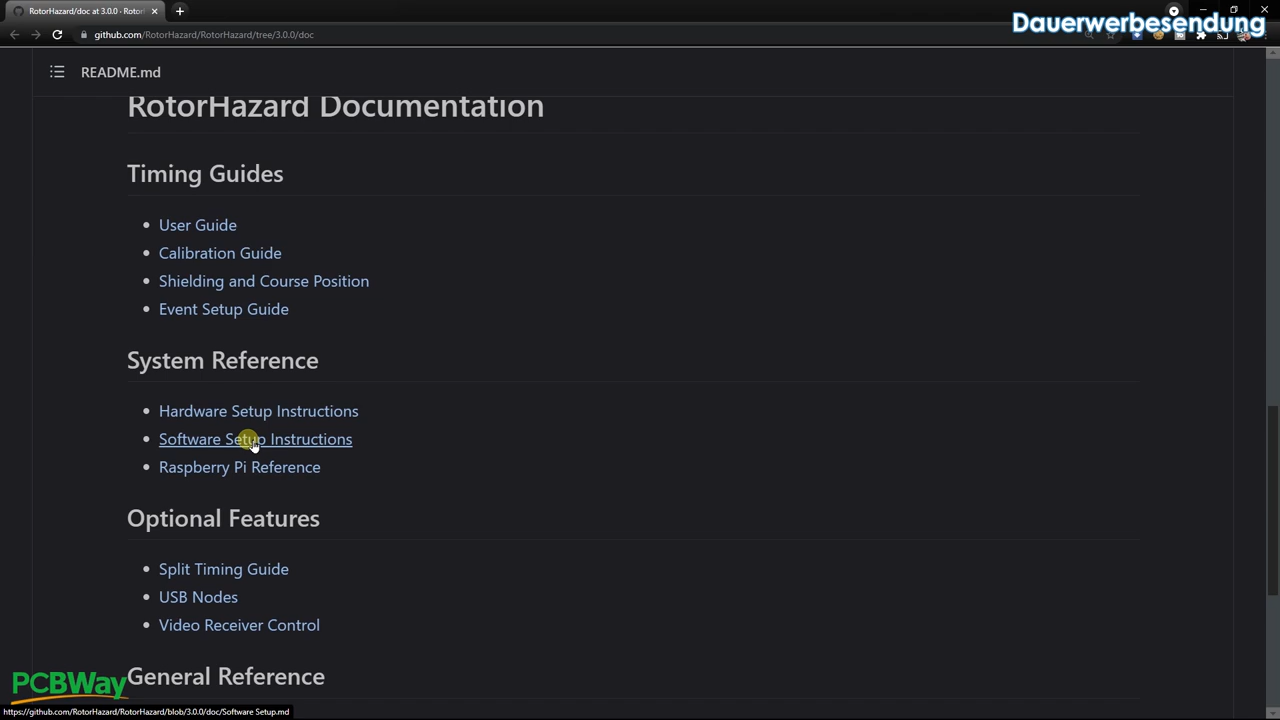 RotorHazard/doc at 3.0.0 · Rotor
Dauerwerbesendung
github.com/RotorHazard/RotorHazard/tree/3.0.0/doc
README.md
RotorHazard Documentation
Timing Guides
User Guide
Calibration Guide
Shielding and Course Position
Event Setup Guide
System Reference
Hardware Setup Instructions
Software Setup Instructions
Raspberry Pi Reference
Optional Features
Split Timing Guide
USB Nodes
Video Receiver Control
General Reference
PCBWay
https://github.com/RotorHazard/RotorHazard/blob/3.0.0/doc/Software Setup.md